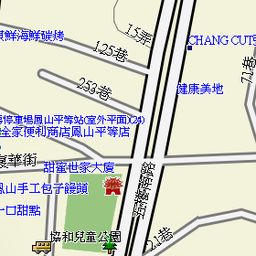 東鮮海鮮碳烤
15弄
125巷
CHANG CUTS
71巷
253巷
健康美地
停車場鳳山平等站(室外平面)(24)
全家便利商店鳳山平等店
復華街
甜蜜世家大廈
鳳山手工包子饅頭
一口甜點
協和兒童公園
21巷